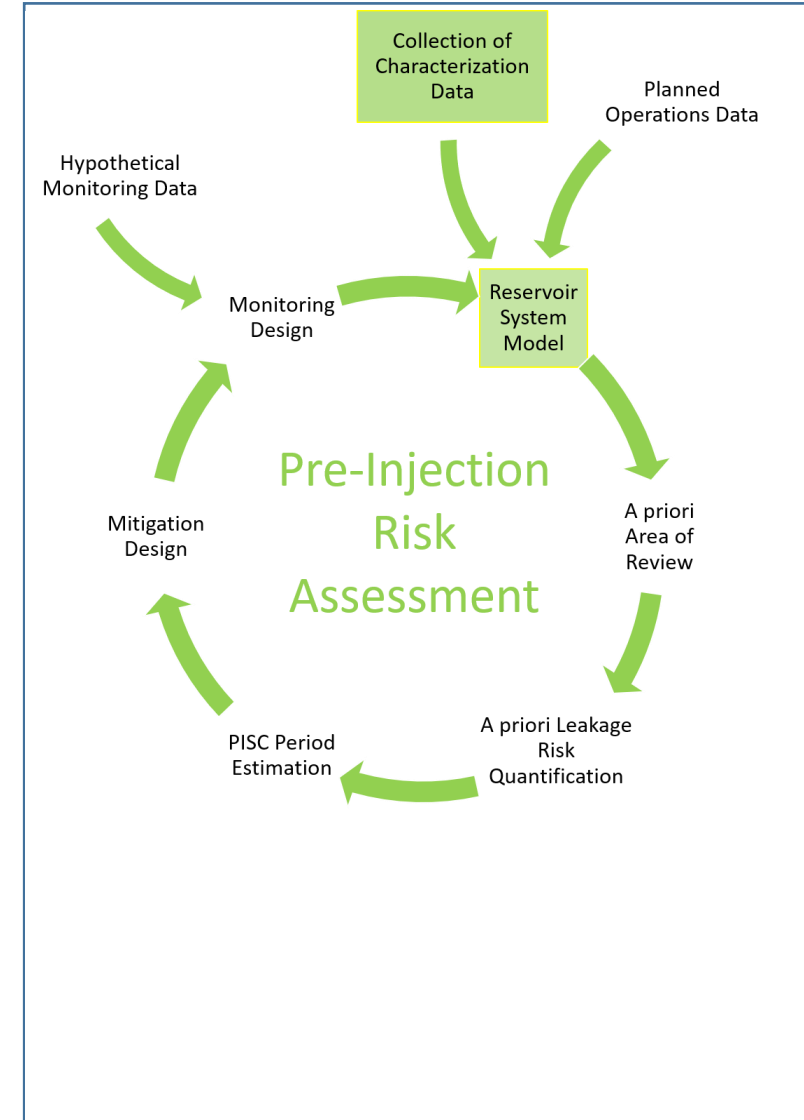 Collection of
Characterization
Data
Planned
Operations Data
Hypothetical
Monitoring Data
Monitoring
Design
Reservoir
System
Model
Pre-Injection
Risk
Assessment
A priori
Area of
Review
Mitigation
Design
A priori Leakage
Risk
Quantification
PISC Period
Estimation